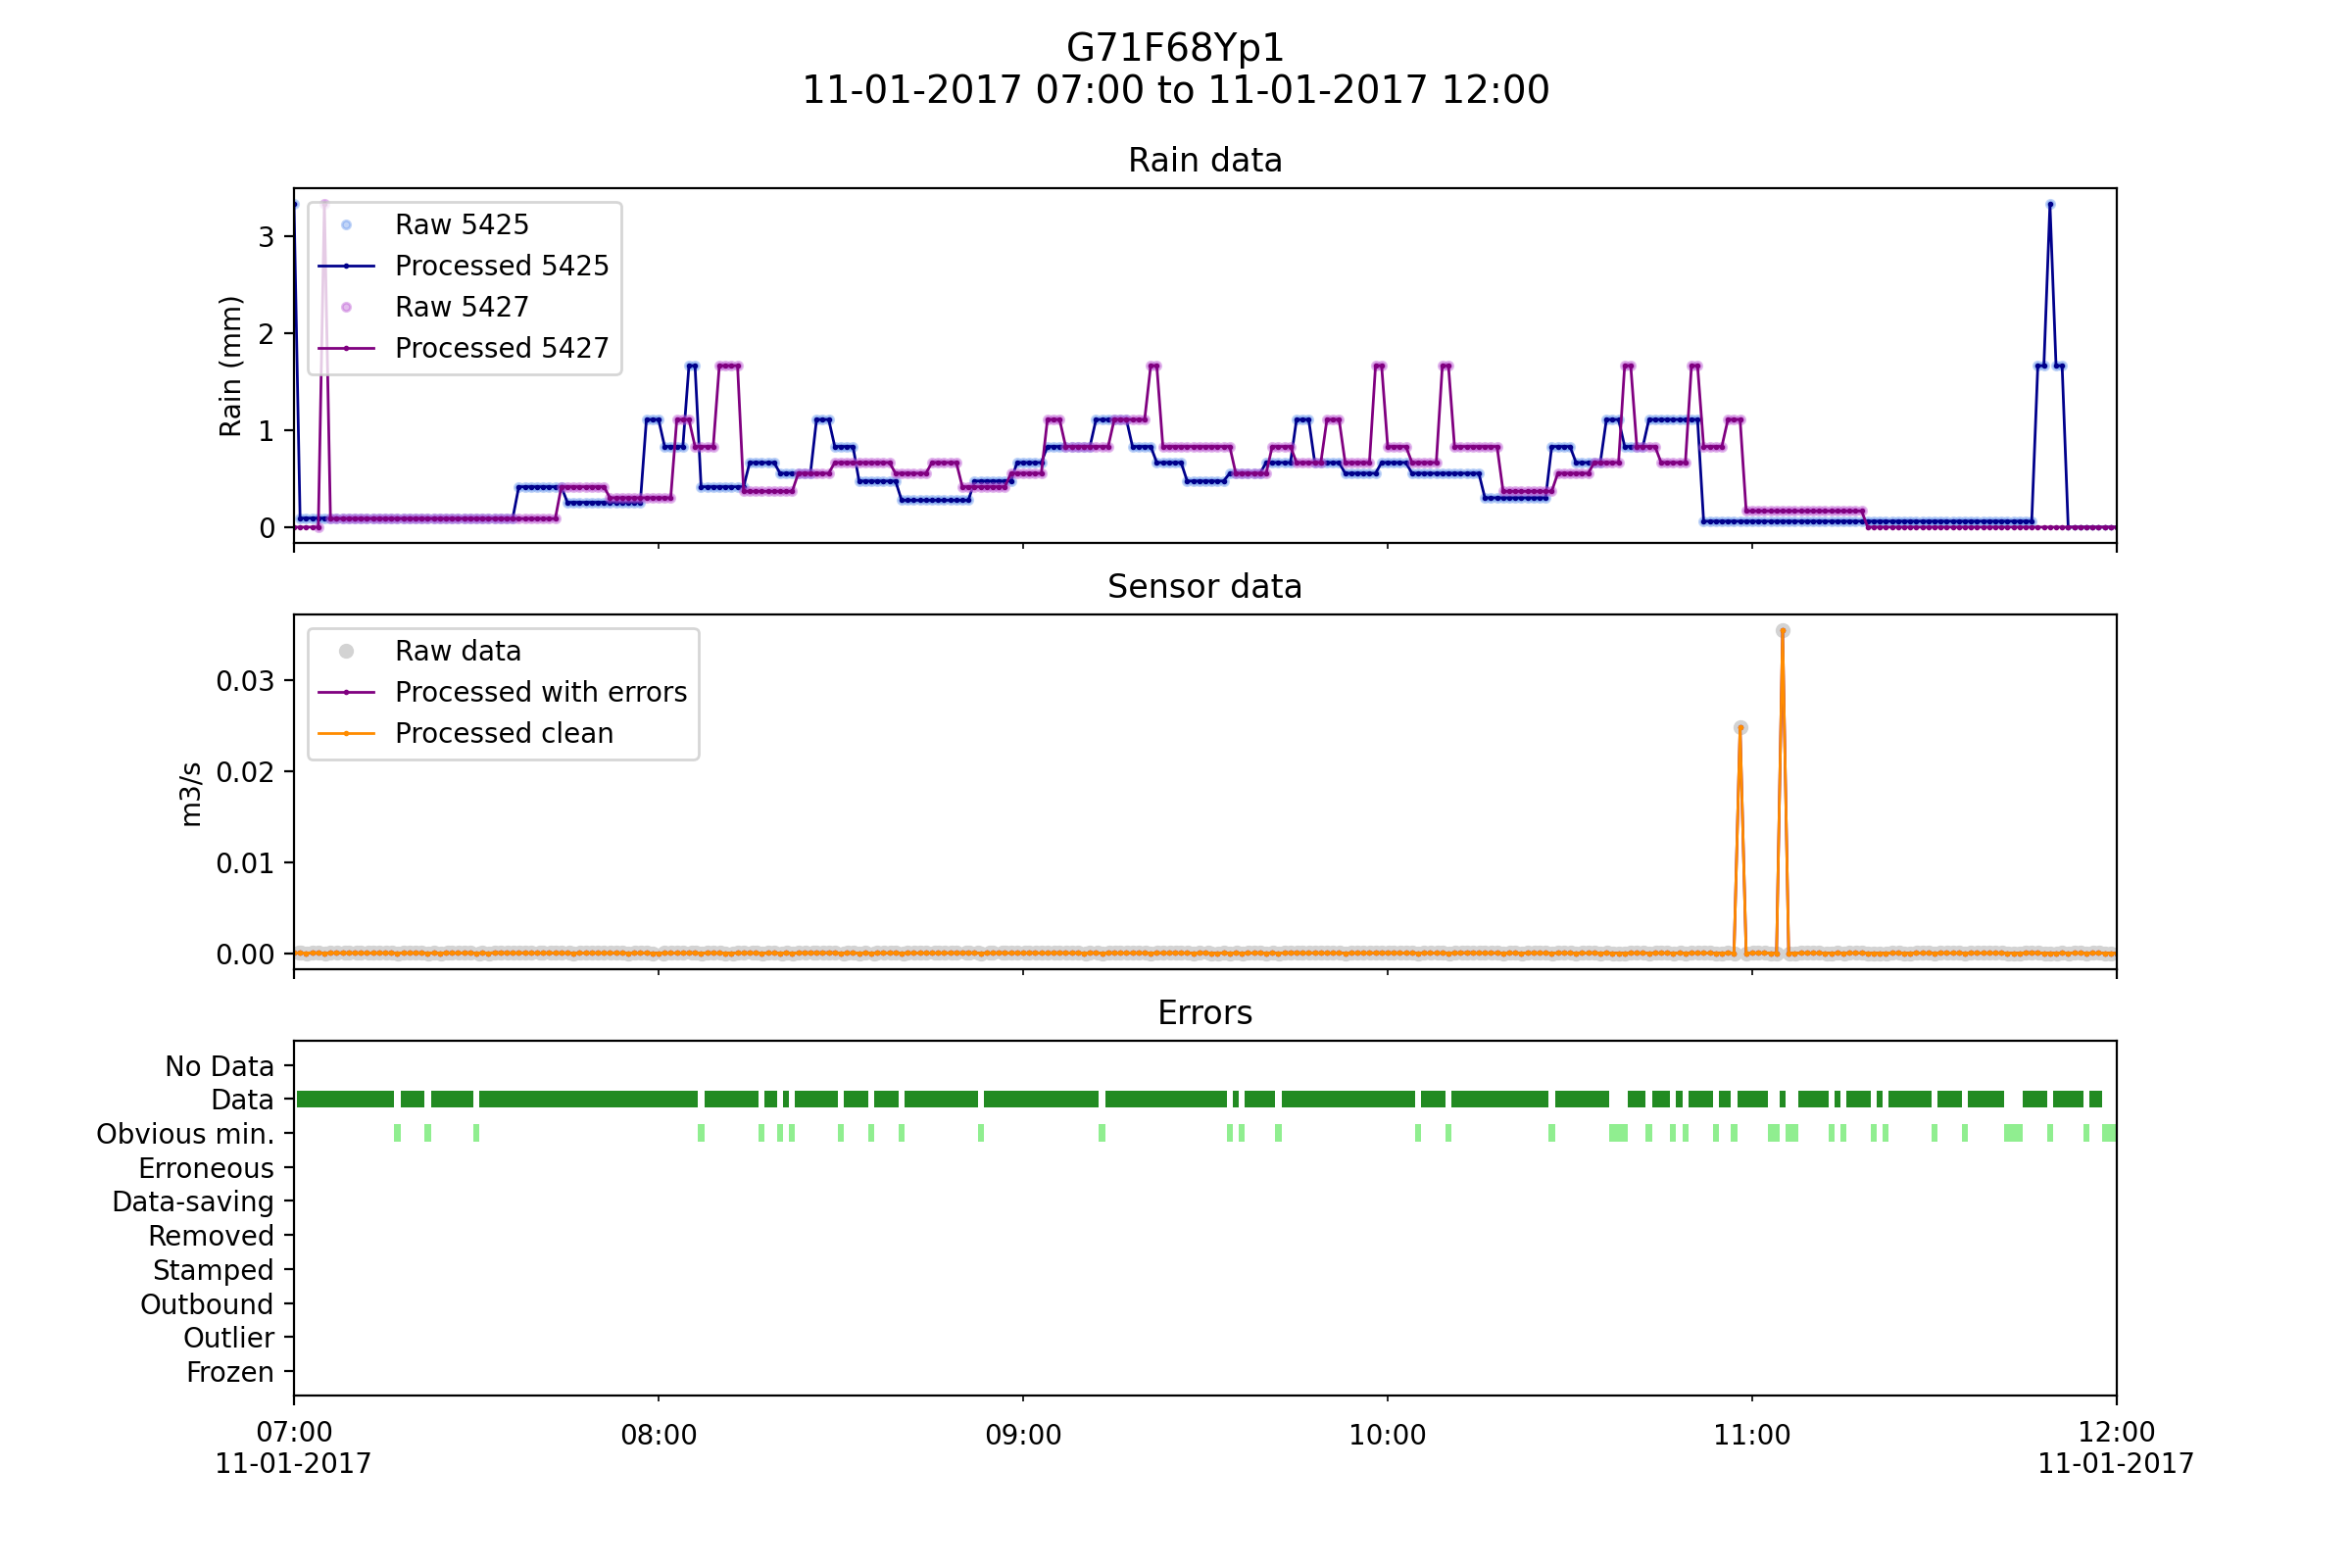 G71F68Yp1
11-01-2017 07:00 to 11-01-2017 12:00
Rain data
Rain (mm)
3
2
1
0
Raw 5425
Processed 5425
Raw 5427
Processed 5427
Sensor data
m3/s
0.03
0.02
0.01
0.00
Raw data
Processed with errors
Processed clean
Errors
No Data
Data
Obvious min.
Erroneous
Data-saving
Removed
Stamped
Outbound
Outlier
Frozen
07:00
11-01-2017
08:00
09:00
10:00
11:00
12:00
11-01-2017